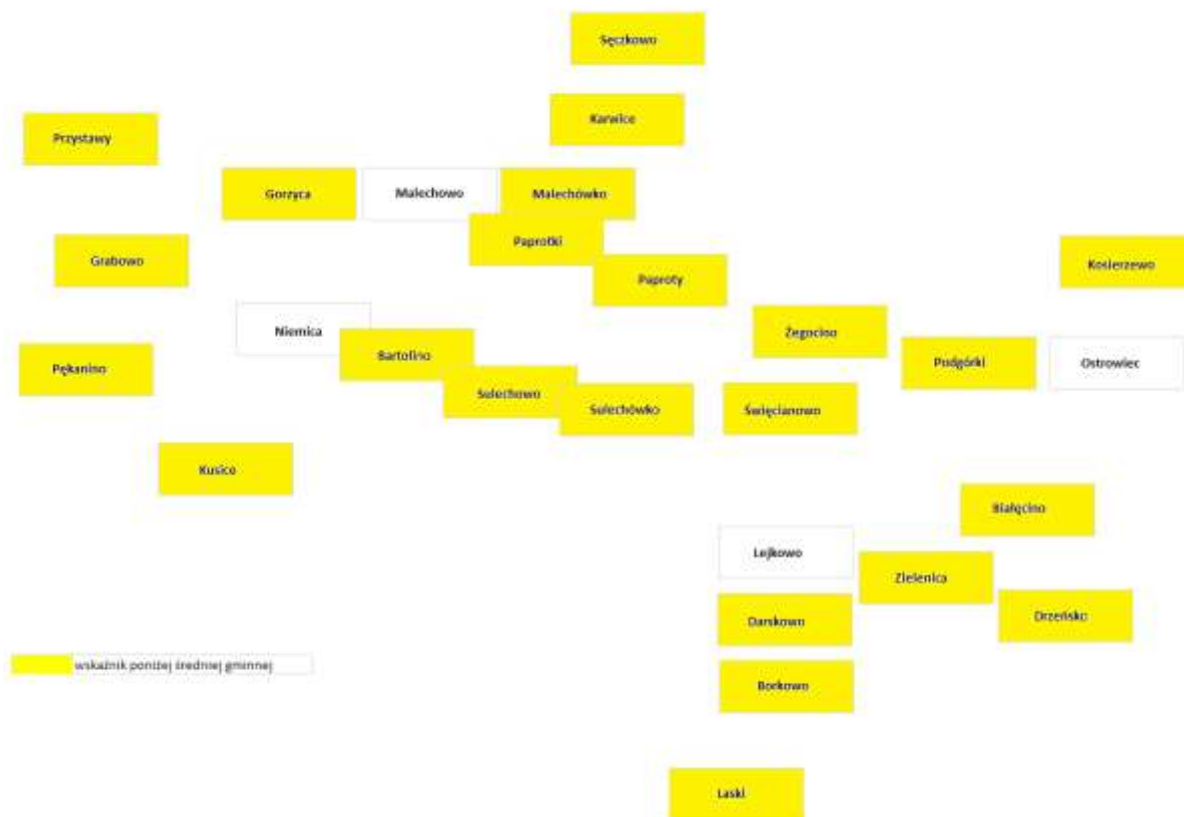 Sęczkowo
Karwice
Przystawy
Gorzyca
Malechowo
Malechówko
Paprotki
Grabowo
Paproty
Kosierzewo
Niemica
Żegocino
Bartolino
Podgórki
Ostrowiec
Pękanino
Sulechowo
Sulechówko
Święcianowo
Kusice
Białęcino
Lejkowo
Zielenica
Drzeńsko
Darskowo
wskaźnik poniżej średniej gminnej
Borkowo
Laski